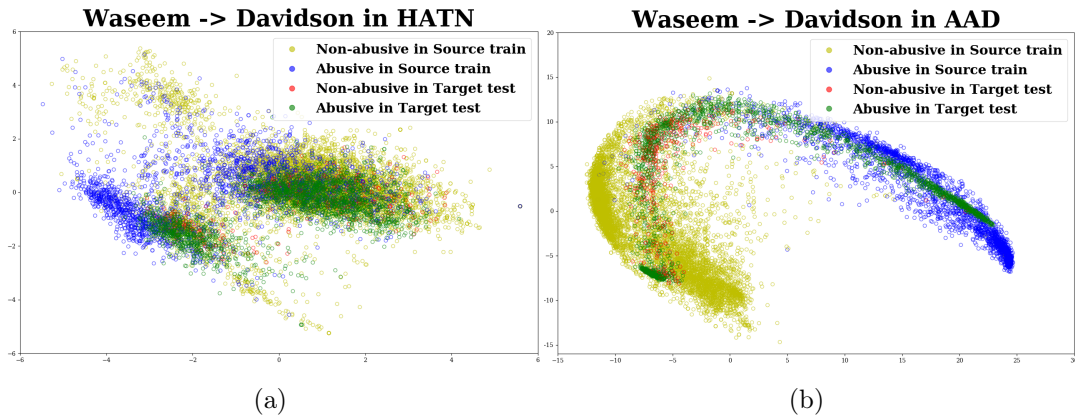 Waseem -> Davidson in HATN
Non-abusive in Source train
Abusive in Source train
Non-abusive in Target test
Abusive in Target test
6
4
2
0
−2
−4
−6
−6
−4
−2
0
2
4
6
(a)
Waseem -> Davidson in AAD
Non-abusive in Source train
Abusive in Source train
Non-abusive in Target test
Abusive in Target test
20
15
10
5
0
−5
−10
−15
−15
−10
−5
0
5
10
15
20
25
30
(b)